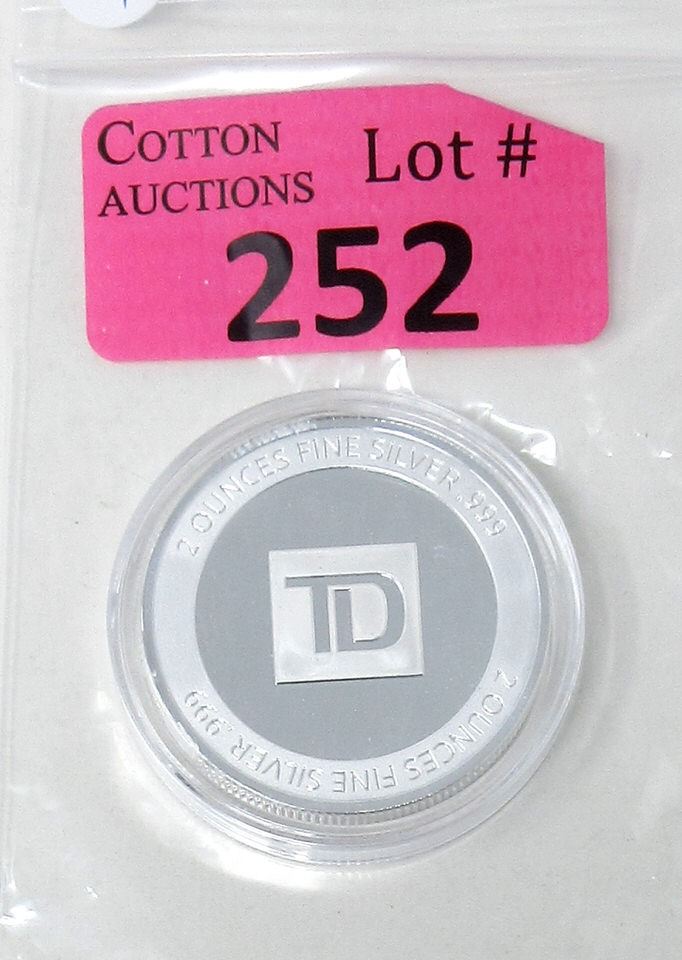 COTTON
AUCTIONS
Lot #
252
2 OUNCES FINE SILVER .999
TD
2 OUNCES FINE SILVER .999